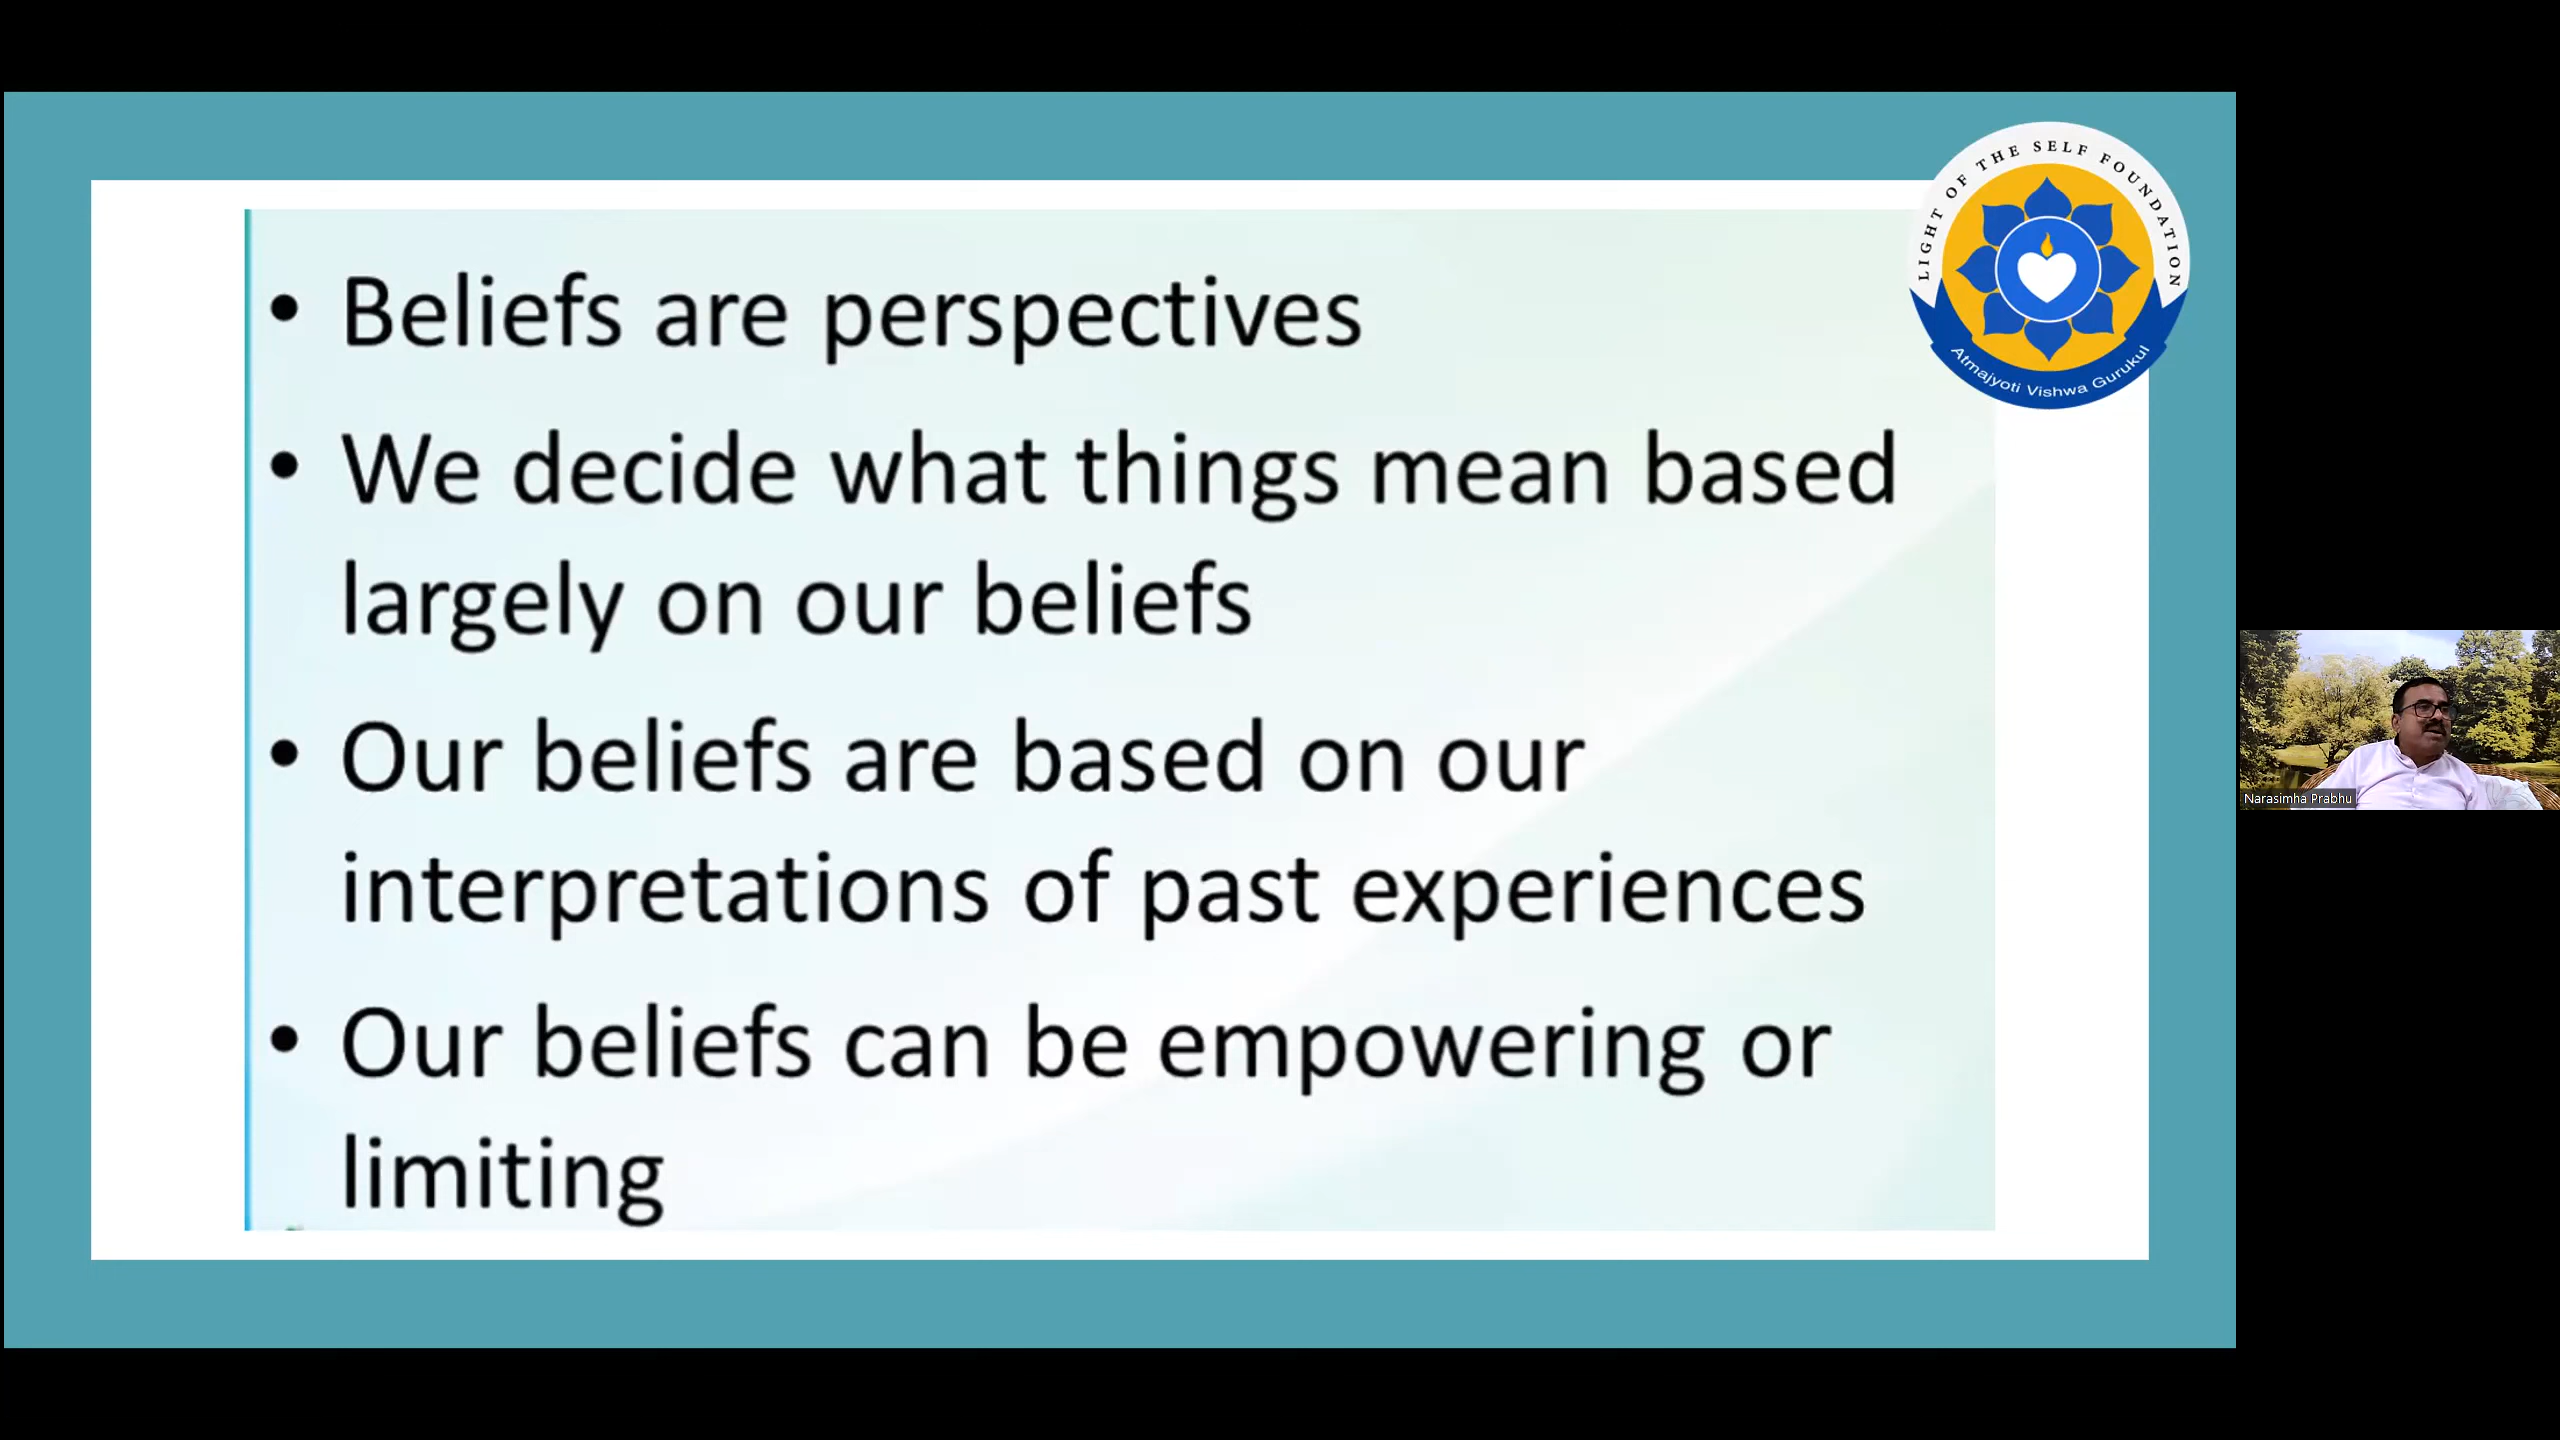 LIGHT OF THE SELF FOUNDATION
Atmajyoti Vishwa Gurukul
• Beliefs are perspectives
• We decide what things mean based
largely on our beliefs
• Our beliefs are based on our
interpretations of past experiences
• Our beliefs can be empowering or
limiting
Narasimha Prabhu